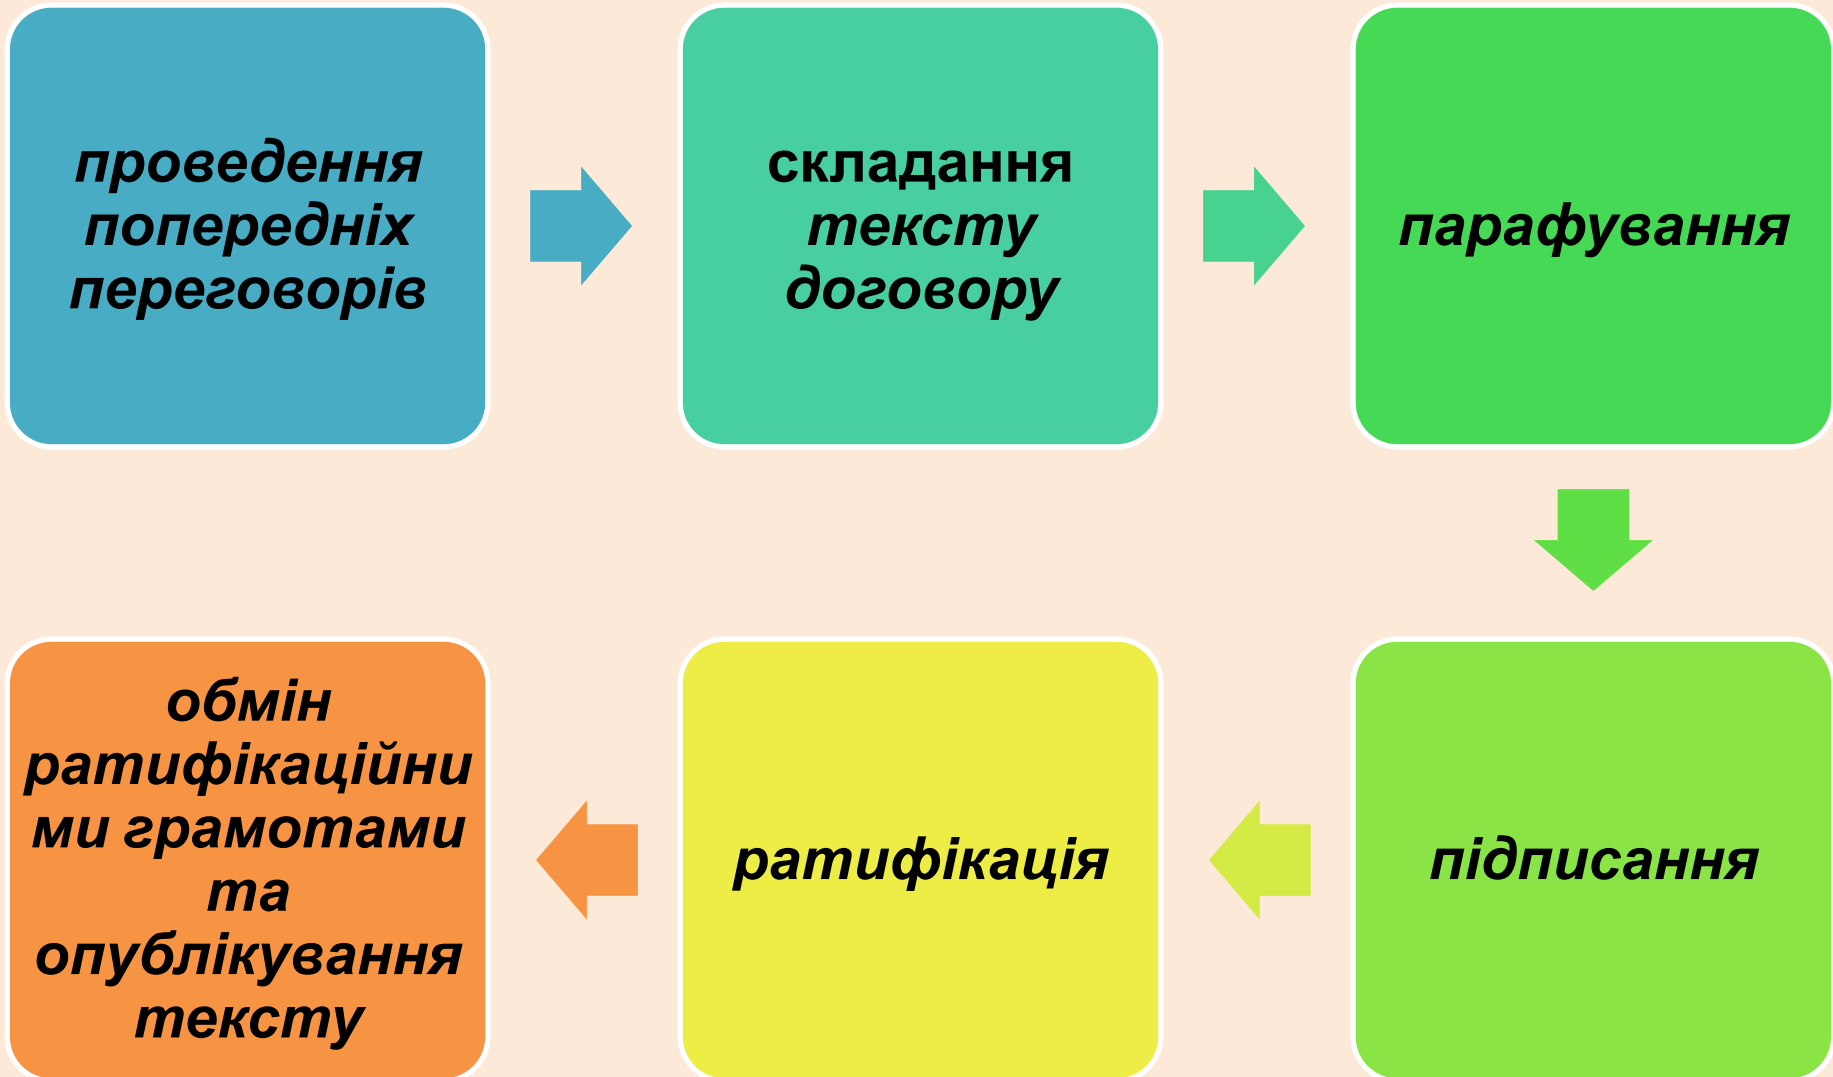 проведення
попередніх
переговорів
складання
тексту
договору
парафування
підписання
ратифікація
обмін
ратифікаційни
ми грамотами
та
опублікування
тексту